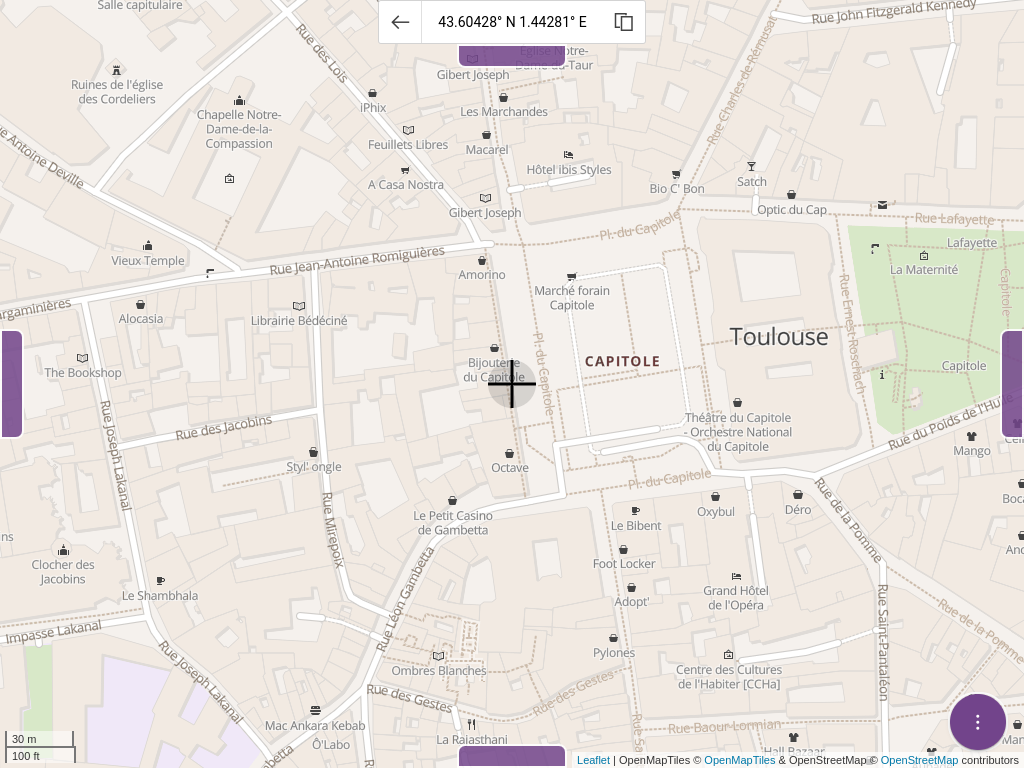 43.60428° N 1.44281° E
Salle capitulaire
Rue John Fitzgerald Kennedy
Rue des Lois
Église Notre-
Dame-du-Taur
Gibert Joseph
Ruines de l'église
des Cordeliers
Rue Charles de Rémusat
iPhix
Les Marchandes
Chapelle Notre-
Dame-de-la-
Compassion
Feuillets Libres
Macarel
Antoine Deville
Hôtel ibis Styles
A Casa Nostra
Bio C' Bon
Satch
Gibert Joseph
Optic du Cap
Pl. du Capitole
Rue Lafayette
Lafayette
Vieux Temple
Rue Jean-Antoine Romiguières
Amorino
La Maternité
Marché forain
Capitole
Capitole
Alocasia
Librairie Bédéciné
Rue Ernest Roschach
Toulouse
Pl. du Capitole
CAPITOLE
Bijouterie
du Capitole
The Bookshop
Capitole
Rue Joseph Lakanal
Rue des Jacobins
Théâtre du Capitole
- Orchestre National
du Capitole
Rue du Poids de l'Huile
Mango
Styl' ongle
Octave
Pl. du Capitole
Rue Mirepoix
Le Petit Casino
de Gambetta
Le Bibent
Oxybul
Déro
Rue de la Pomme
Clocher des
Jacobins
Foot Locker
Le Shambhala
Adopt'
Grand Hôtel
de l'Opéra
Rue Léon Gambetta
Rue Saint-Pantaléon
Rue de la Pomme
Impasse Lakanal
Rue Joseph Lakanal
Pylones
Ombres Blanches
Centre des Cultures
de l'Habiter [CCHa]
Rue des Gestes
Rue des Gestes
Mac Ankara Kebab
Ô'Labo
La Rajasthani
Rue Baour-Lormian
Hall Bazaar
30 m
100 ft
Leaflet | OpenMapTiles © OpenMapTiles & OpenStreetMap © OpenStreetMap contributors